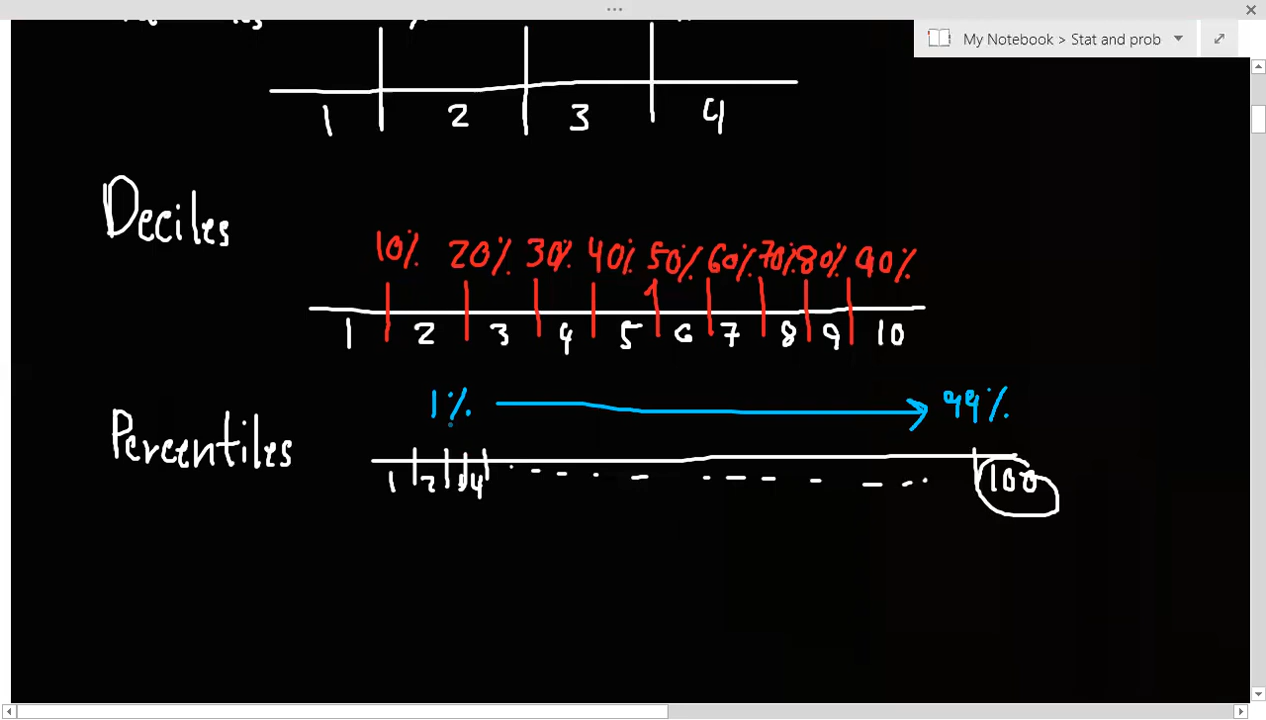 My Notebook > Stat and prob
1 2 3 4
Deciles
10% 20% 30% 40% 50% 60% 70% 80% 90%
1 2 3 4 5 6 7 8 9 10
1% 99%
Percentiles
1 2 3 4 100